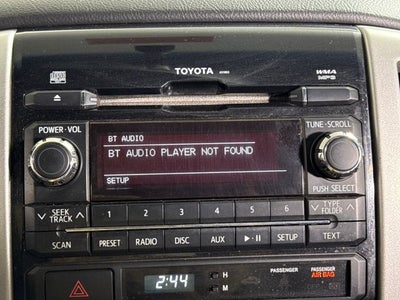 TOYOTA
WMA
MP3
POWER·VOL
TUNE·SCROLL
BT AUDIO
BT AUDIO PLAYER NOT FOUND
SETUP
PUSH SELECT
SEEK
TRACK
1 2 3 4 5 6
TYPE
FOLDER
SCAN PRESET RADIO DISC AUX SETUP TEXT
2:44
H
M
PASSENGER
PASSENGER
AIR BAG